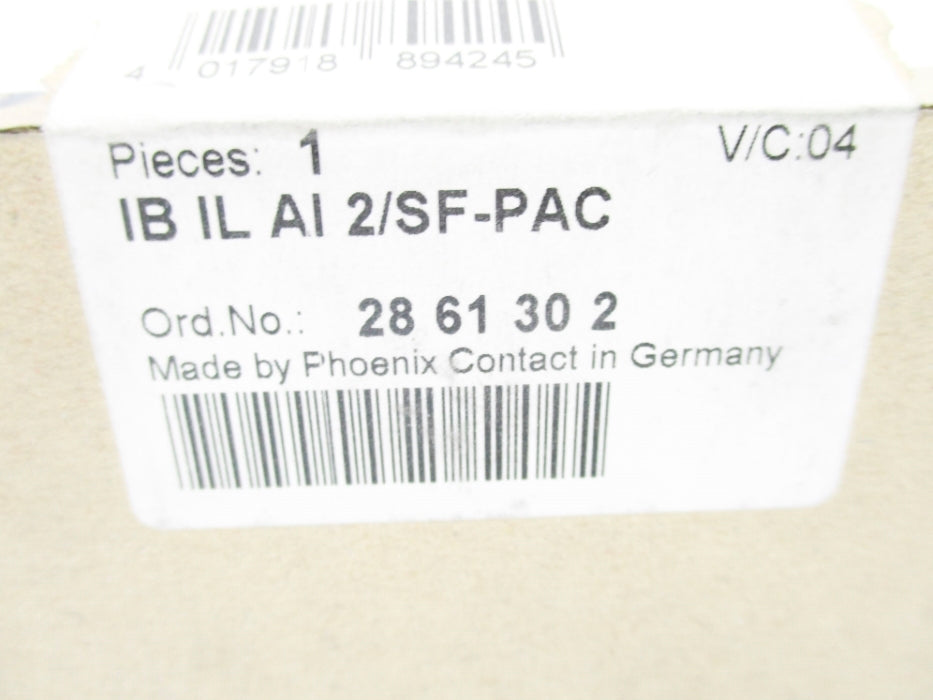 4 017918 894245
Pieces: 1 V/C:04
IB IL AI 2/SF-PAC
Ord.No.: 28 61 30 2
Made by Phoenix Contact in Germany